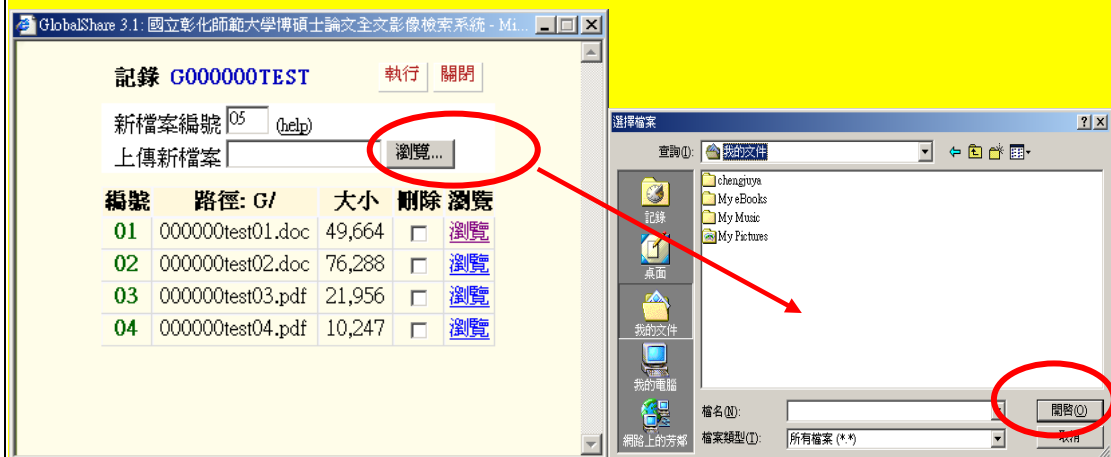 GlobalShare 3.1: 國立彰化師範大學博碩士論文全文影像檢索系統 - Mi...
記錄 G000000TEST 執行 關閉
新檔案編號 05 (help)
上傳新檔案 瀏覽...
編號 路徑: G/ 大小 刪除 瀏覽
01 000000test01.doc 49,664 瀏覽
02 000000test02.doc 76,288 瀏覽
03 000000test03.pdf 21,956 瀏覽
04 000000test04.pdf 10,247 瀏覽
選擇檔案
查詢(I): 我的文件
記錄
桌面
我的文件
我的電腦
網路上的芳鄰
chengjuya
My eBooks
My Music
My Pictures
檔名(N): 開啟(O)
檔案類型(T): 所有檔案 (*.*) 取消